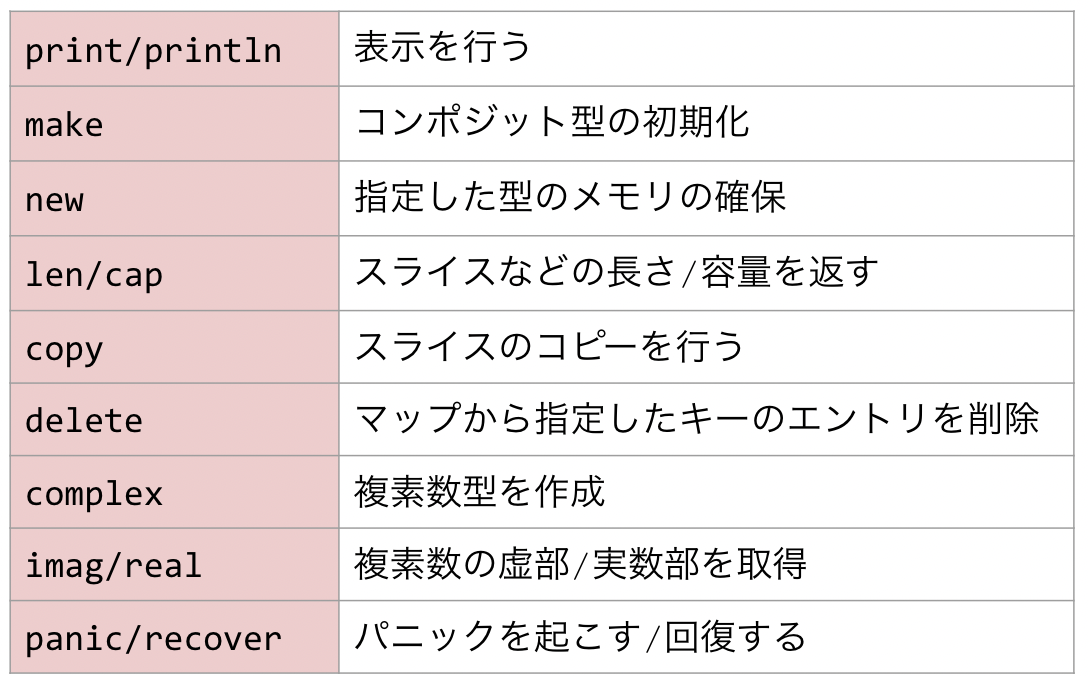 print/println 表示を行う
make コンポジット型の初期化
new 指定した型のメモリの確保
len/cap スライスなどの長さ/容量を返す
copy スライスのコピーを行う
delete マップから指定したキーのエントリを削除
complex 複素数型を作成
imag/real 複素数の虚部/実数部を取得
panic/recover パニックを起こす/回復する